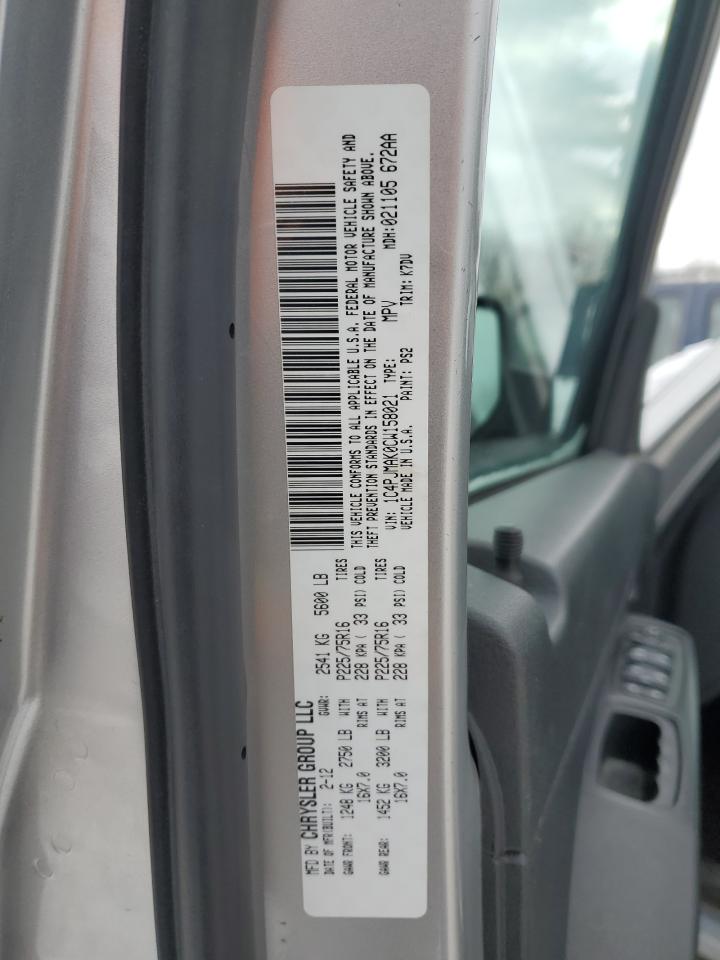 MFD BY CHRYSLER GROUP LLC
DATE OF MFR(BUILT): 2-12 GVWR: 2541 KG 5600 LB
GAWR FRONT: 1248 KG 2750 LB WITH P225/75R16 TIRES
RIMS AT 16X7.0 228 KPA ( 33 PSI) COLD
GAWR REAR: 1452 KG 3200 LB WITH P225/75R16 TIRES
16X7.0 RIMS AT 228 KPA ( 33 PSI) COLD
THIS VEHICLE CONFORMS TO ALL APPLICABLE U.S.A. FEDERAL MOTOR VEHICLE SAFETY AND
THEFT PREVENTION STANDARDS IN EFFECT ON THE DATE OF MANUFACTURE SHOWN ABOVE.
VIN: 1C4PJMAK0CW158021 TYPE: MPV MDH:021105 672AA
VEHICLE MADE IN U.S.A. PAINT: PS2 TRIM: K7DV